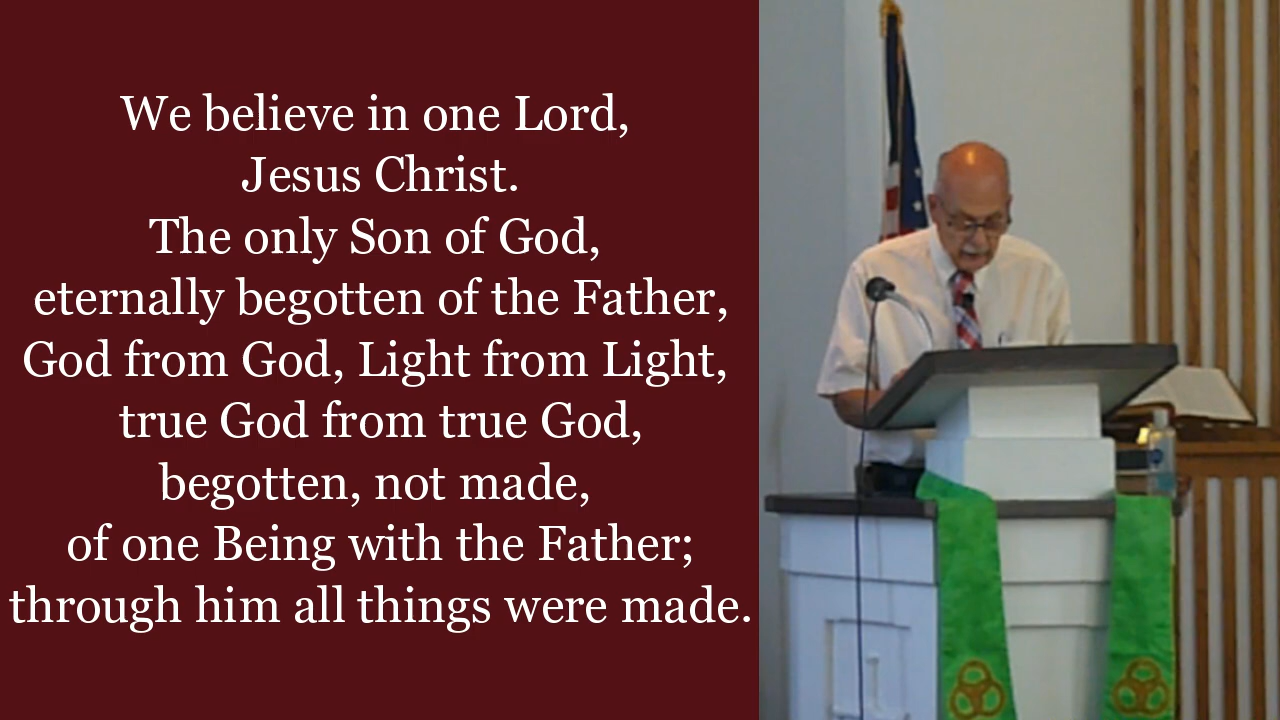 We believe in one Lord,
Jesus Christ.
The only Son of God,
eternally begotten of the Father,
God from God, Light from Light,
true God from true God,
begotten, not made,
of one Being with the Father;
through him all things were made.